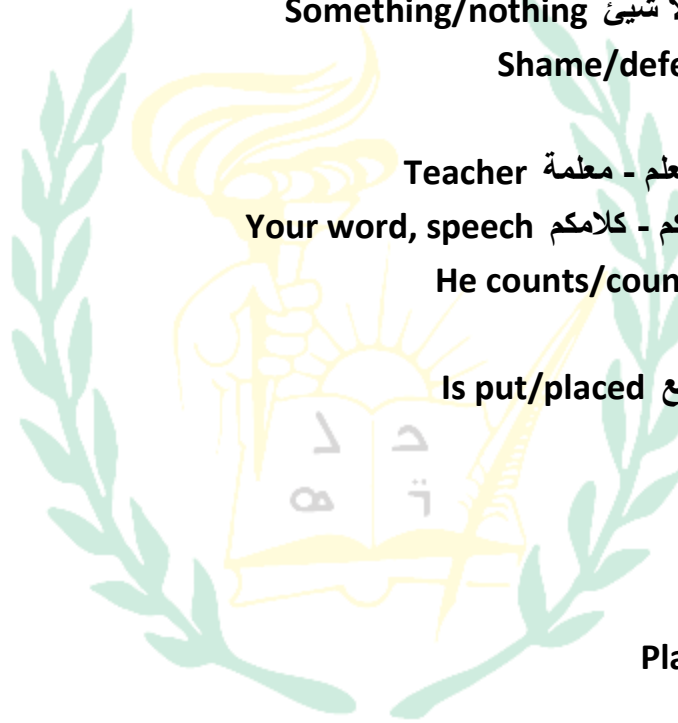 Something/nothing لا شيئ
Shame/defe
Teacher علم - معلمة
Your word, speech كم - كلامكم
He counts/coun
Is put/placed ع
Pla